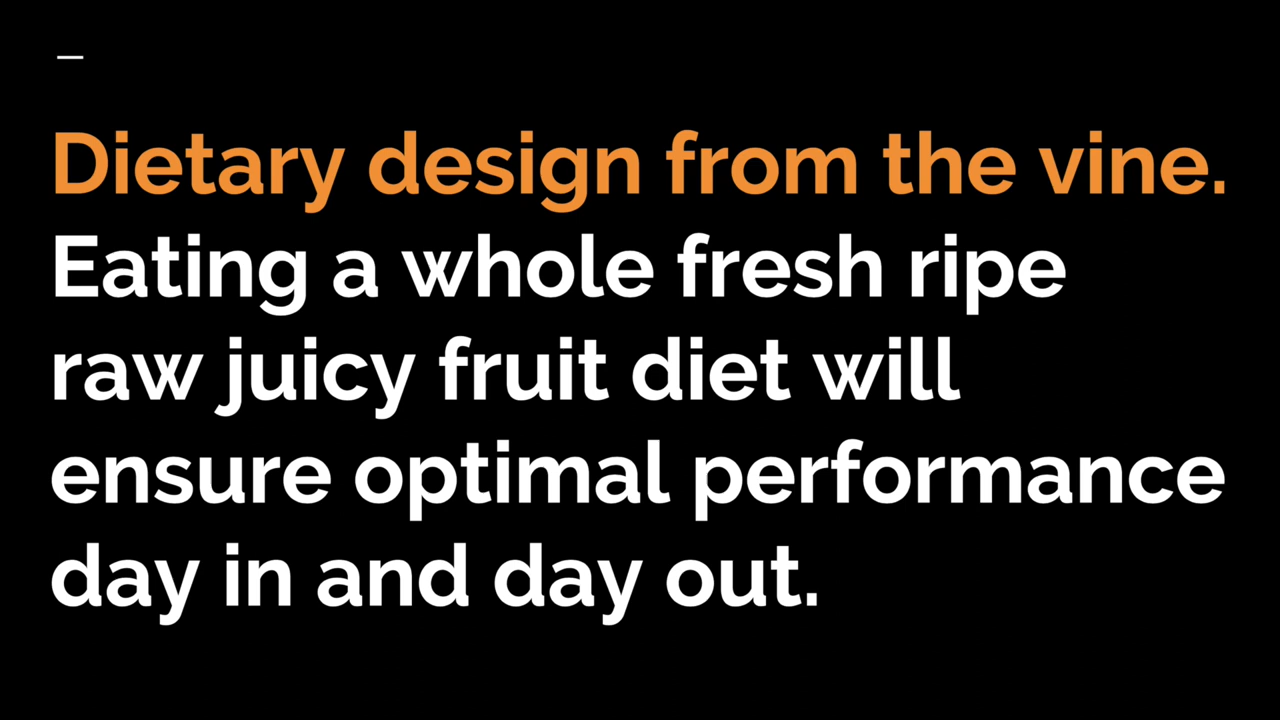 Dietary design from the vine.
Eating a whole fresh ripe
raw juicy fruit diet will
ensure optimal performance
day in and day out.